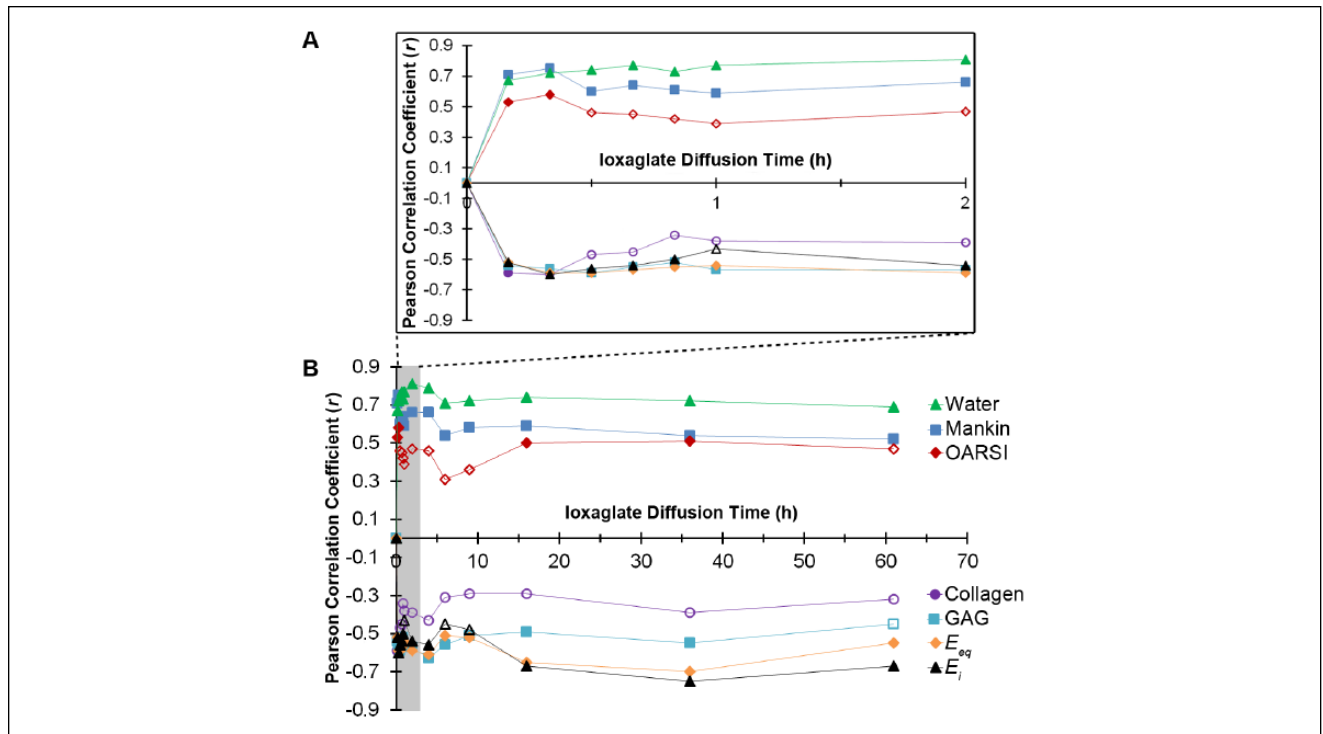 A
Pearson Correlation Coefficient (r)
0.9
0.7
0.5
0.3
0.1
-0.1
-0.3
-0.5
-0.7
-0.9
Ioxaglate Diffusion Time (h)
0
1
2
B
Pearson Correlation Coefficient (r)
0.9
0.7
0.5
0.3
0.1
-0.1
-0.3
-0.5
-0.7
-0.9
Ioxaglate Diffusion Time (h)
0 10 20 30 40 50 60 70
Water
Mankin
OARSI
Collagen
GAG
Eeq
Ei